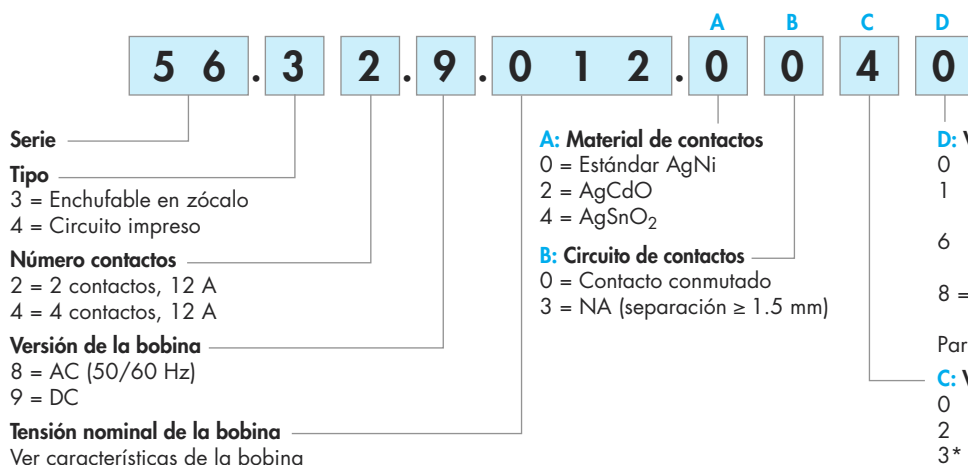 A B C D
5 6 . 3 2 . 9 . 0 1 2 . 0 0 4 0
Serie
Tipo
3 = Enchufable en zócalo
4 = Circuito impreso
Número contactos
2 = 2 contactos, 12 A
4 = 4 contactos, 12 A
Versión de la bobina
8 = AC (50/60 Hz)
9 = DC
Tensión nominal de la bobina
Ver características de la bobina
A: Material de contactos
0 = Estándar AgNi
2 = AgCdO
4 = AgSnO₂
B: Circuito de contactos
0 = Contacto conmutado
3 = NA (separación ≥ 1.5 mm)
D:
0
1
6
8 =
C:
0
2
3*